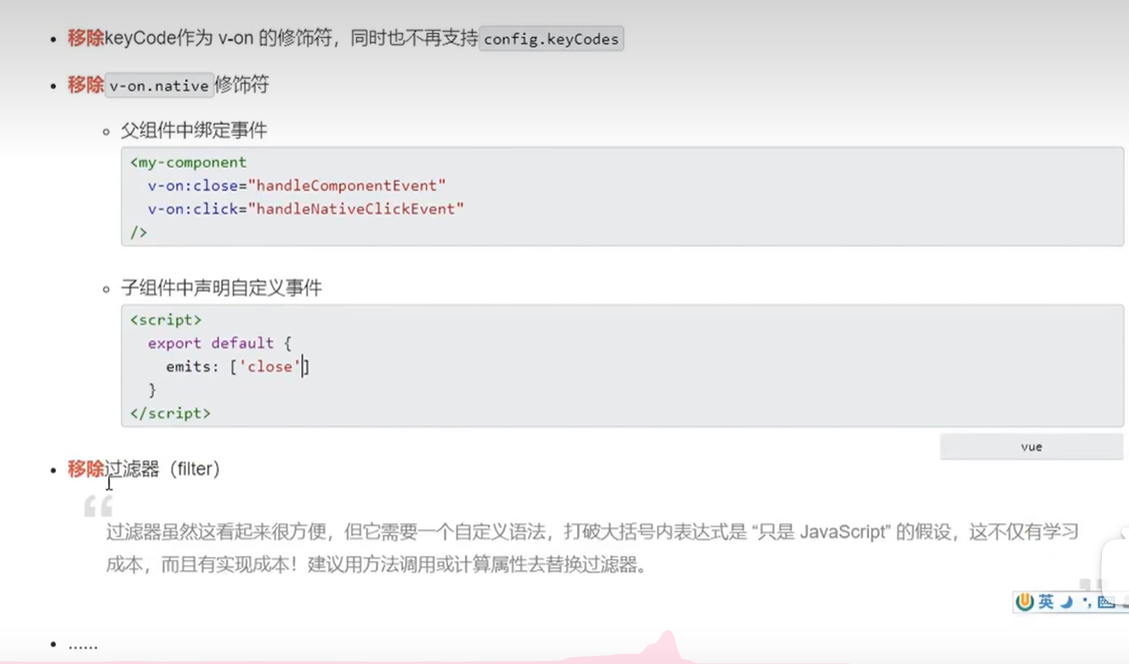 移除keyCode作为 v-on 的修饰符，同时也不再支持config.keyCodes
移除v-on.native修饰符
父组件中绑定事件
<my-component
v-on:close="handleComponentEvent"
v-on:click="handleNativeClickEvent"
/>
子组件中声明自定义事件
<script>
export default {
emits: ['close']
}
</script>
vue
移除过滤器（filter）
过滤器虽然这看起来很方便，但它需要一个自定义语法，打破大括号内表达式是 “只是 JavaScript” 的假设，这不仅有学习
成本，而且有实现成本！建议用方法调用或计算属性去替换过滤器。
英
......